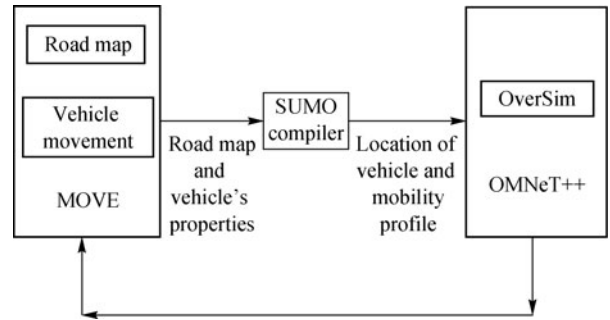 Road map
Vehicle
movement
MOVE
Road map
and
vehicle's
properties
SUMO
compiler
Location of
vehicle and
mobility
profile
OverSim
OMNeT++